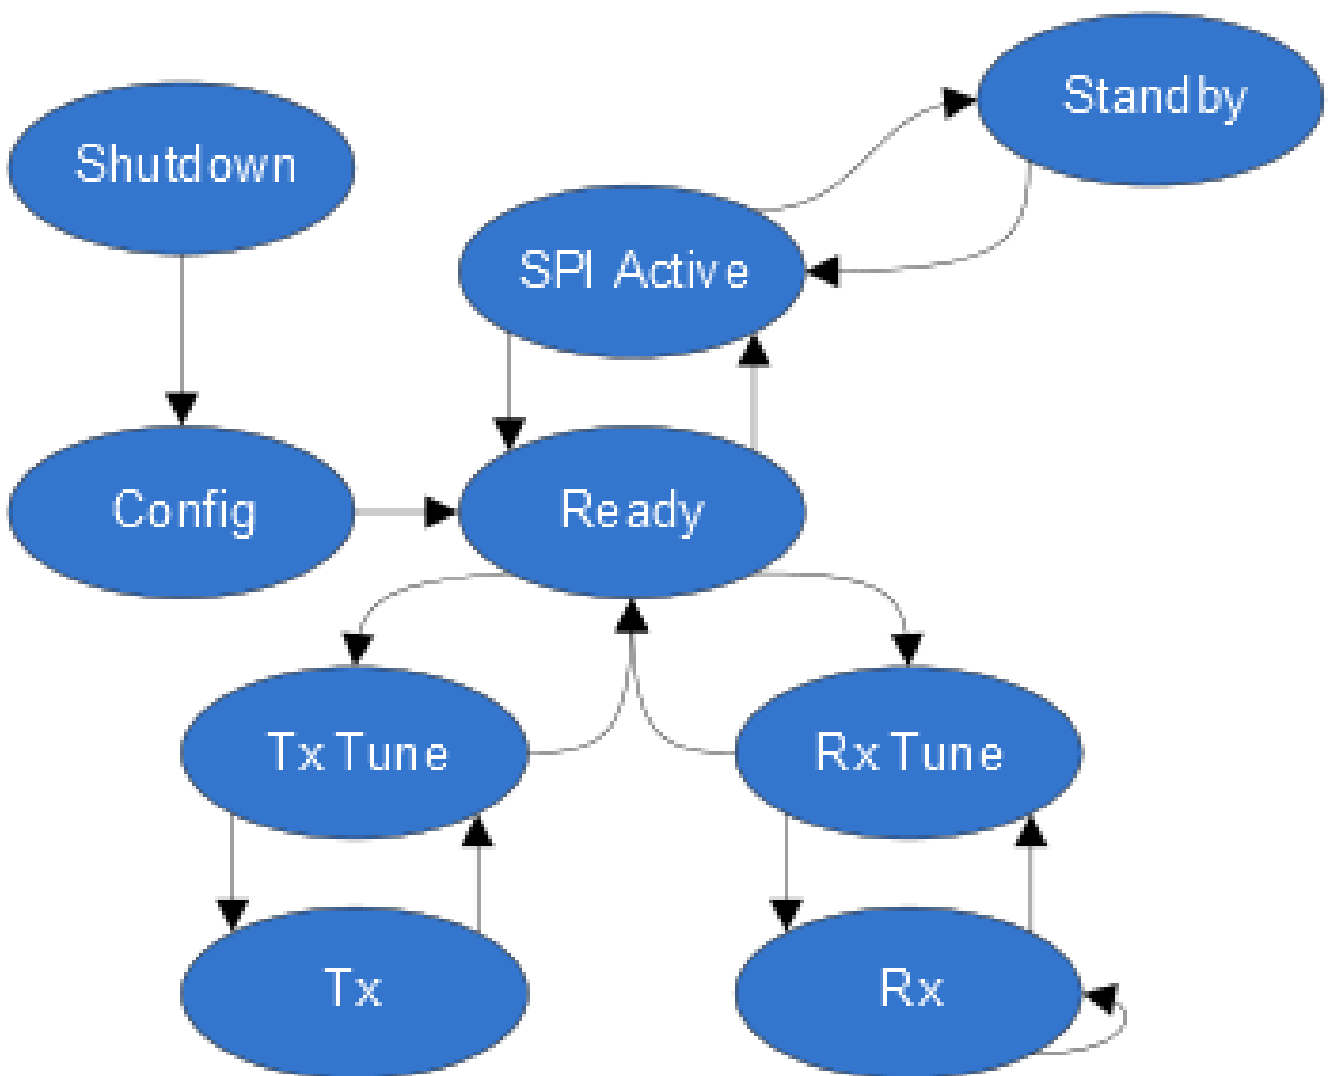 Standby
Shutdown
SPI Active
Config
Ready
Tx Tune
Rx Tune
Tx
Rx